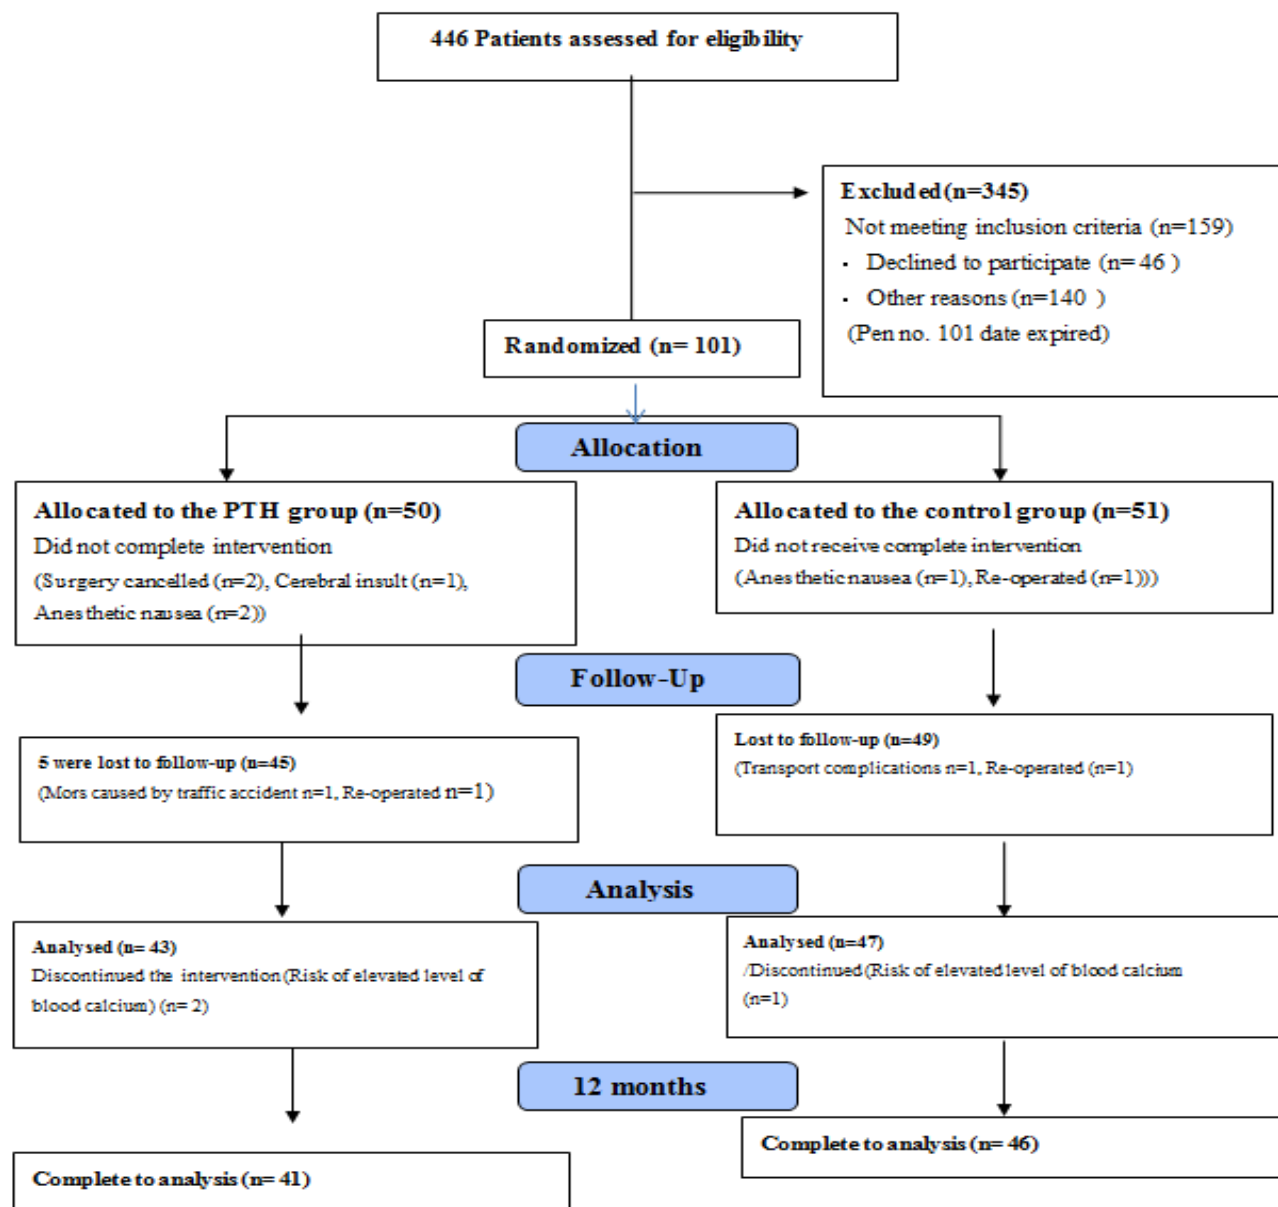 446 Patients assessed for eligibility
Excluded (n=345)
Not meeting inclusion criteria (n=159)
· Declined to participate (n= 46 )
· Other reasons (n=140 )
(Pen no. 101 date expired)
Randomized (n= 101)
Allocation
Allocated to the PTH group (n=50)
Did not complete intervention
(Surgery cancelled (n=2), Cerebral insult (n=1),
Anesthetic nausea (n=2))
Allocated to the control group (n=51)
Did not receive complete intervention
(Anesthetic nausea (n=1), Re-operated (n=1)))
Follow-Up
5 were lost to follow-up (n=45)
(Mors caused by traffic accident n=1, Re-operated n=1)
Lost to follow-up (n=49)
(Transport complications n=1, Re-operated (n=1)
Analysis
Analysed (n= 43)
Discontinued the intervention (Risk of elevated level of
blood calcium) (n= 2)
Analysed (n=47)
/Discontinued (Risk of elevated level of blood calcium
(n=1)
12 months
Complete to analysis (n= 41)
Complete to analysis (n= 46)